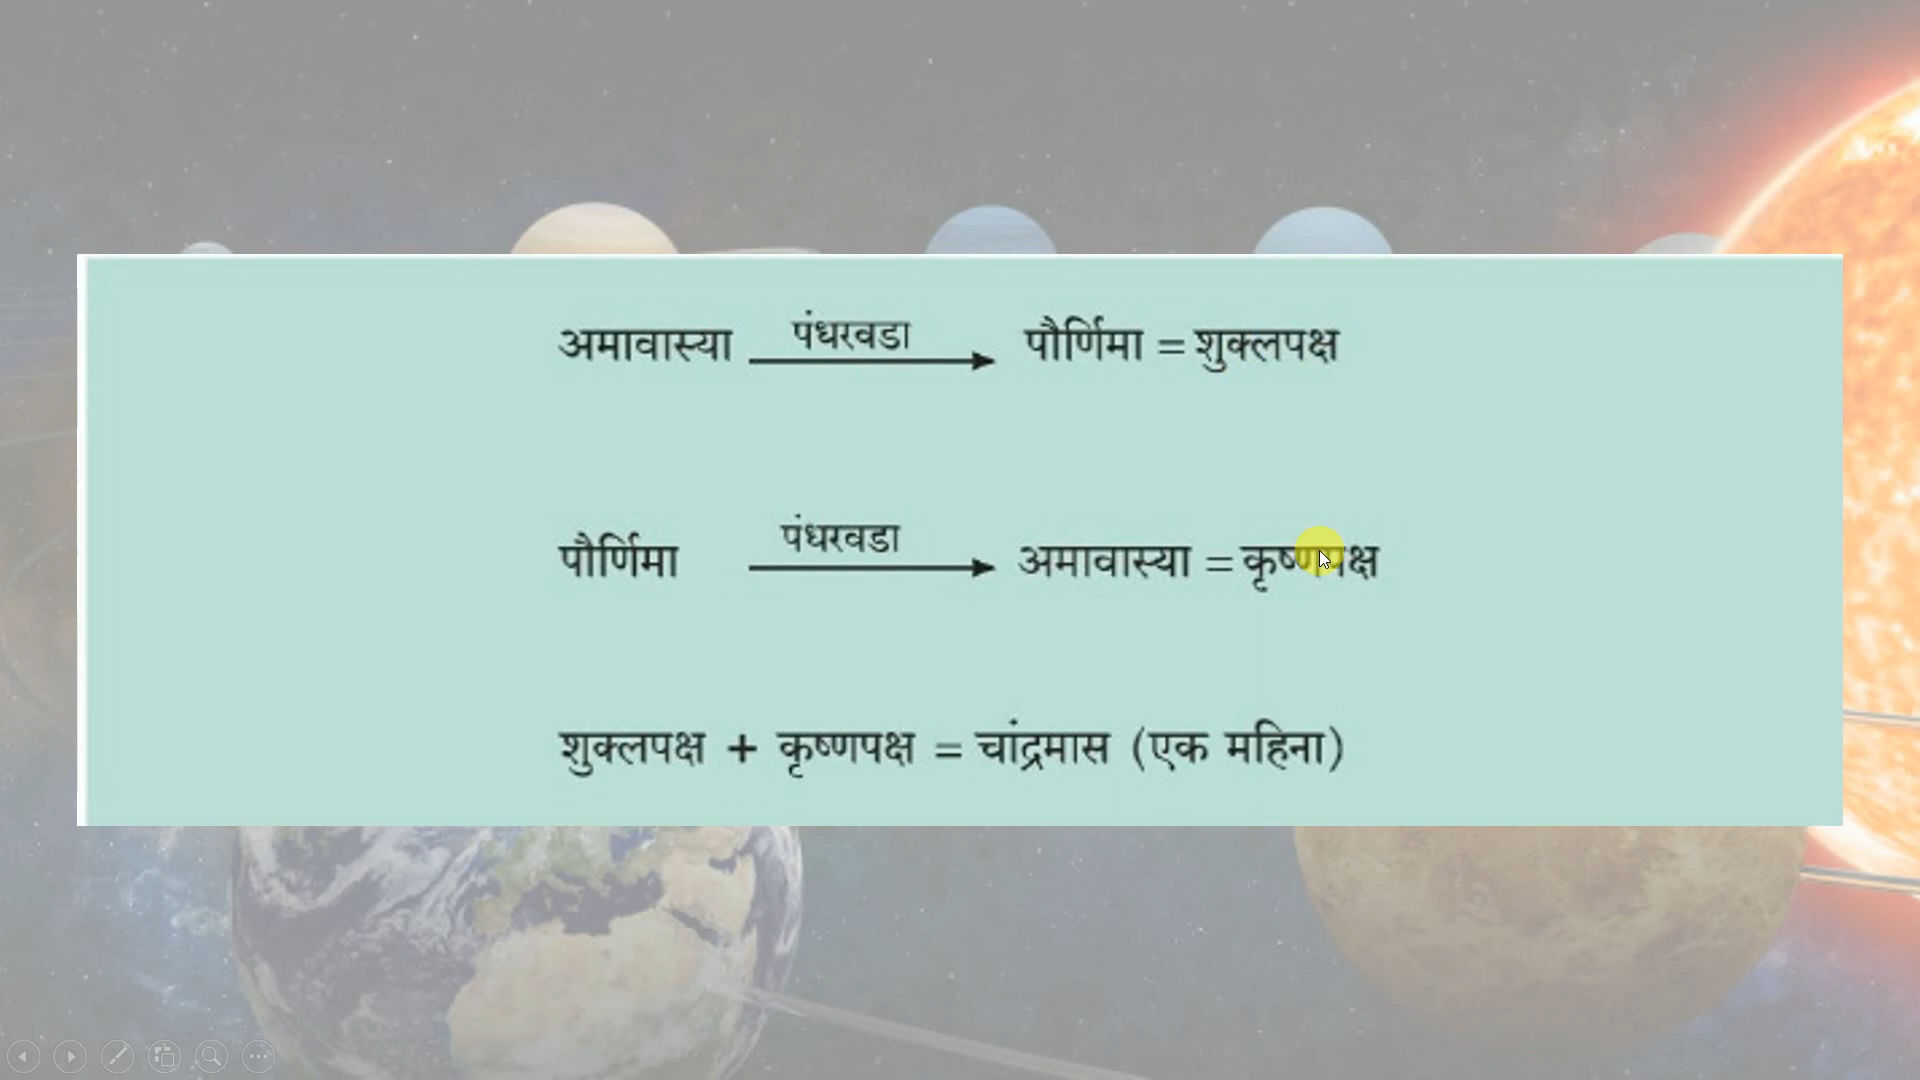 अमावास्या पंधरवडा पौर्णिमा = शुक्लपक्ष
पौर्णिमा पंधरवडा अमावास्या = कृष्णपक्ष
शुक्लपक्ष + कृष्णपक्ष = चांद्रमास (एक महिना)